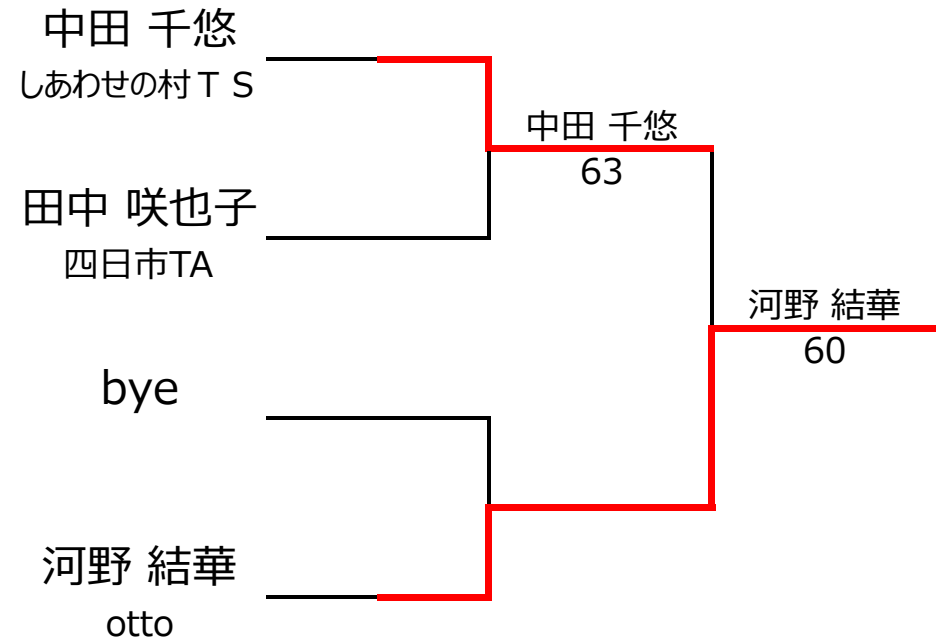 中田 千悠
しあわせの村ＴＳ
中田 千悠
63
田中 咲也子
四日市TA
河野 結華
60
bye
河野 結華
otto